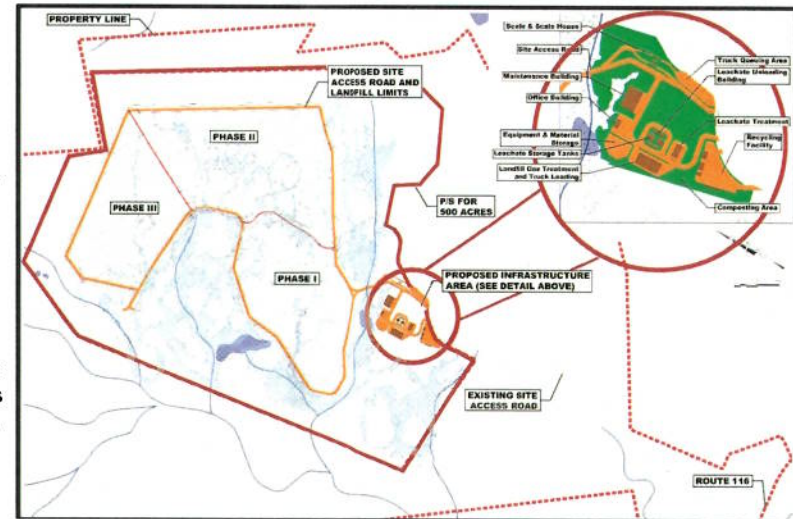 PROPERTY LINE
PROPOSED SITE
ACCESS ROAD AND
LANDFILL LIMITS
PHASE II
PHASE III
PHASE I
P/S FOR
500 ACRES
PROPOSED INFRASTRUCTURE
AREA (SEE DETAIL ABOVE)
EXISTING SITE
ACCESS ROAD
ROUTE 116
Scale & Scale House
Site Access Road
Maintenance Building
Office Building
Equipment & Material
Storage
Leachate Storage Tanks
Landfill Gas Treatment
and Truck Loading
Truck Queuing Area
Leachate Unloading
Building
Leachate Treatment
Recycling
Facility
Composting Area